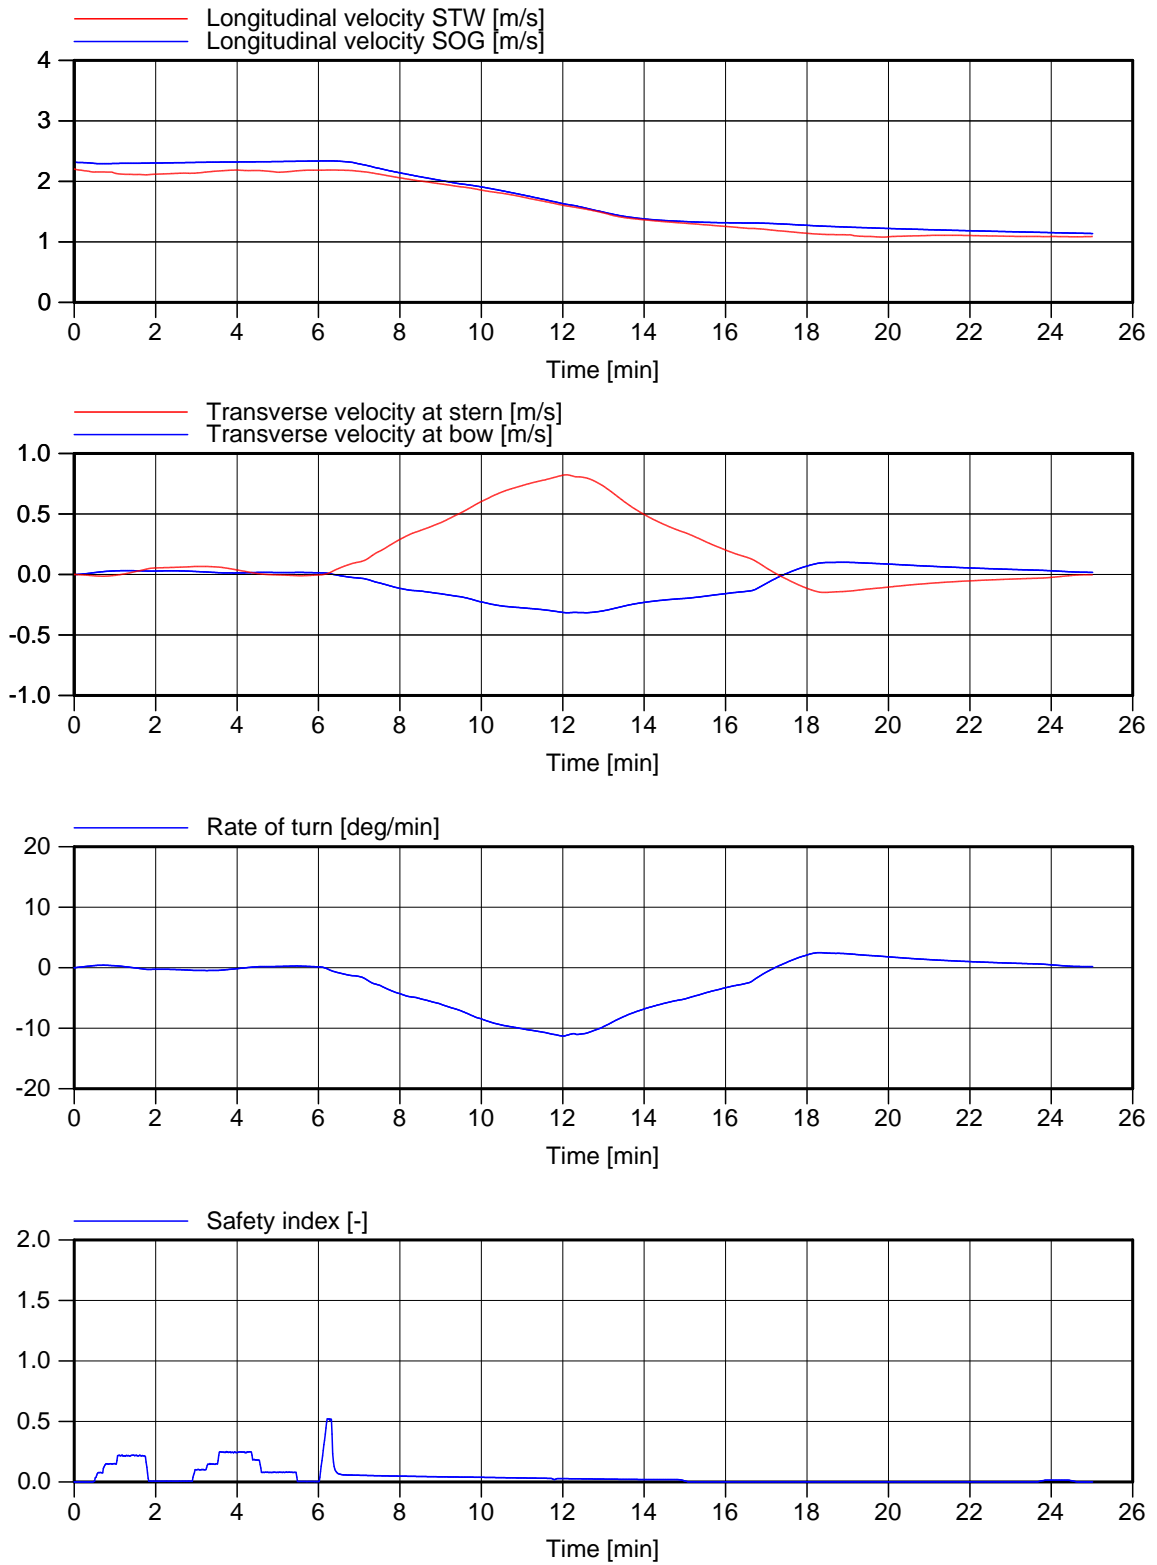 Longitudinal velocity STW [m/s]
Longitudinal velocity SOG [m/s]
4
3
2
1
0
0 2 4 6 8 10 12 14 16 18 20 22 24 26
Time [min]
Transverse velocity at stern [m/s]
Transverse velocity at bow [m/s]
1.0
0.5
0.0
-0.5
-1.0
0 2 4 6 8 10 12 14 16 18 20 22 24 26
Time [min]
Rate of turn [deg/min]
20
10
0
-10
-20
0 2 4 6 8 10 12 14 16 18 20 22 24 26
Time [min]
Safety index [-]
2.0
1.5
1.0
0.5
0.0
0 2 4 6 8 10 12 14 16 18 20 22 24 26
Time [min]